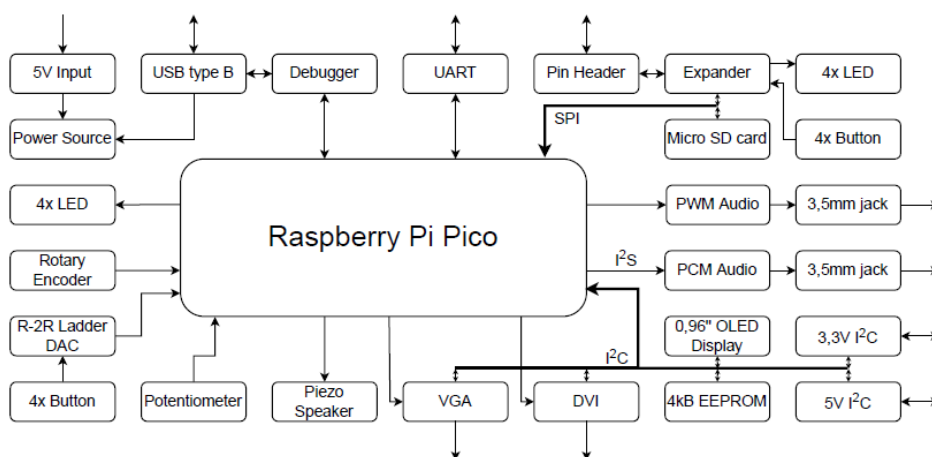 5V Input
USB type B
Debugger
UART
Pin Header
Expander
4x LED
SPI
Power Source
Micro SD card
4x Button
4x LED
Raspberry Pi Pico
PWM Audio
3,5mm jack
Rotary
Encoder
I²S
PCM Audio
3,5mm jack
R-2R Ladder
DAC
0,96" OLED
Display
3,3V I²C
I²C
4x Button
Potentiometer
Piezo
Speaker
VGA
DVI
4kB EEPROM
5V I²C